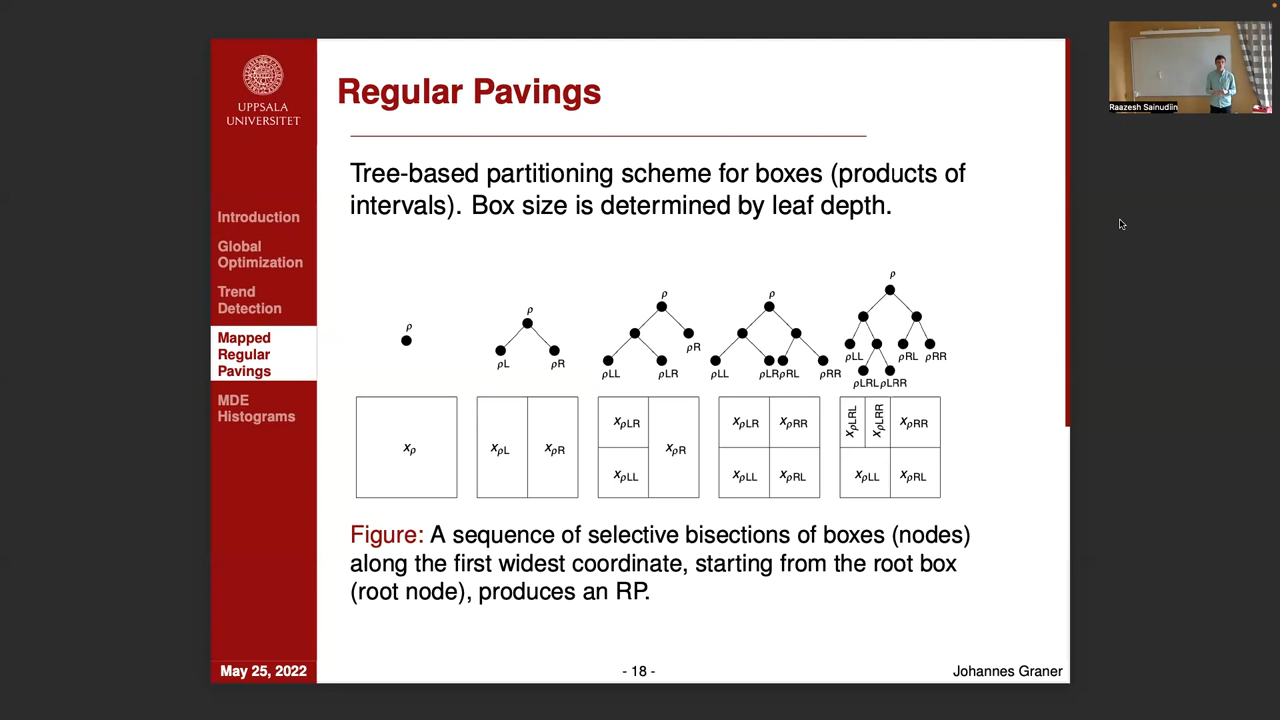 Regular Pavings
UPPSALA
UNIVERSITET
Raazesh Sainudiin
Tree-based partitioning scheme for boxes (products of
intervals). Box size is determined by leaf depth.
Introduction
Global
Optimization
Trend
Detection
Mapped
Regular
Pavings
MDE
Histograms
ρ
ρ
ρL ρR
ρ
ρR
ρLL ρLR
ρ
ρLL ρLR ρRL ρRR
ρ
ρLL ρRL ρRR
ρLRL ρLRR
xρ
xρL xρR
xρLR
xρR
xρLL
xρLR xρRR
xρLL xρRL
xρLRL xρLRR xρRR
xρLL xρRL
Figure: A sequence of selective bisections of boxes (nodes)
along the first widest coordinate, starting from the root box
(root node), produces an RP.
May 25, 2022
- 18 -
Johannes Graner